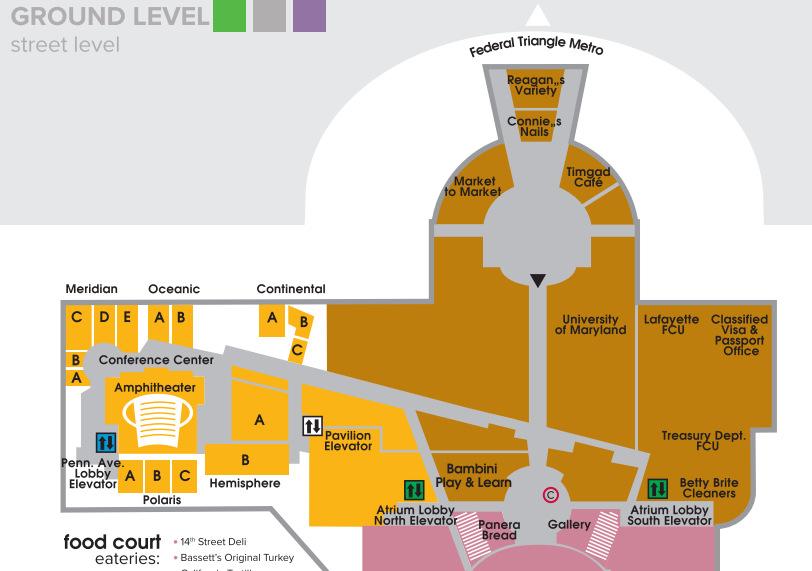 GROUND LEVEL
street level
Federal Triangle Metro
Reagan„s
Variety
Connie„s
Nails
Market
to Market
Timgad
Café
Meridian
Oceanic
Continental
C D E
A B
A
B
C
B
A
University
of Maryland
Lafayette
FCU
Classified
Visa &
Passport
Office
Conference Center
Amphitheater
A
B
Pavilion
Elevator
Treasury Dept.
FCU
Penn. Ave.
Lobby
Elevator
A B C
Polaris
Hemisphere
Bambini
Play & Learn
Betty Brite
Cleaners
C
Atrium Lobby
North Elevator
Atrium Lobby
South Elevator
Panera
Bread
Gallery
food court
eateries:
• 14th Street Deli
• Bassett's Original Turkey